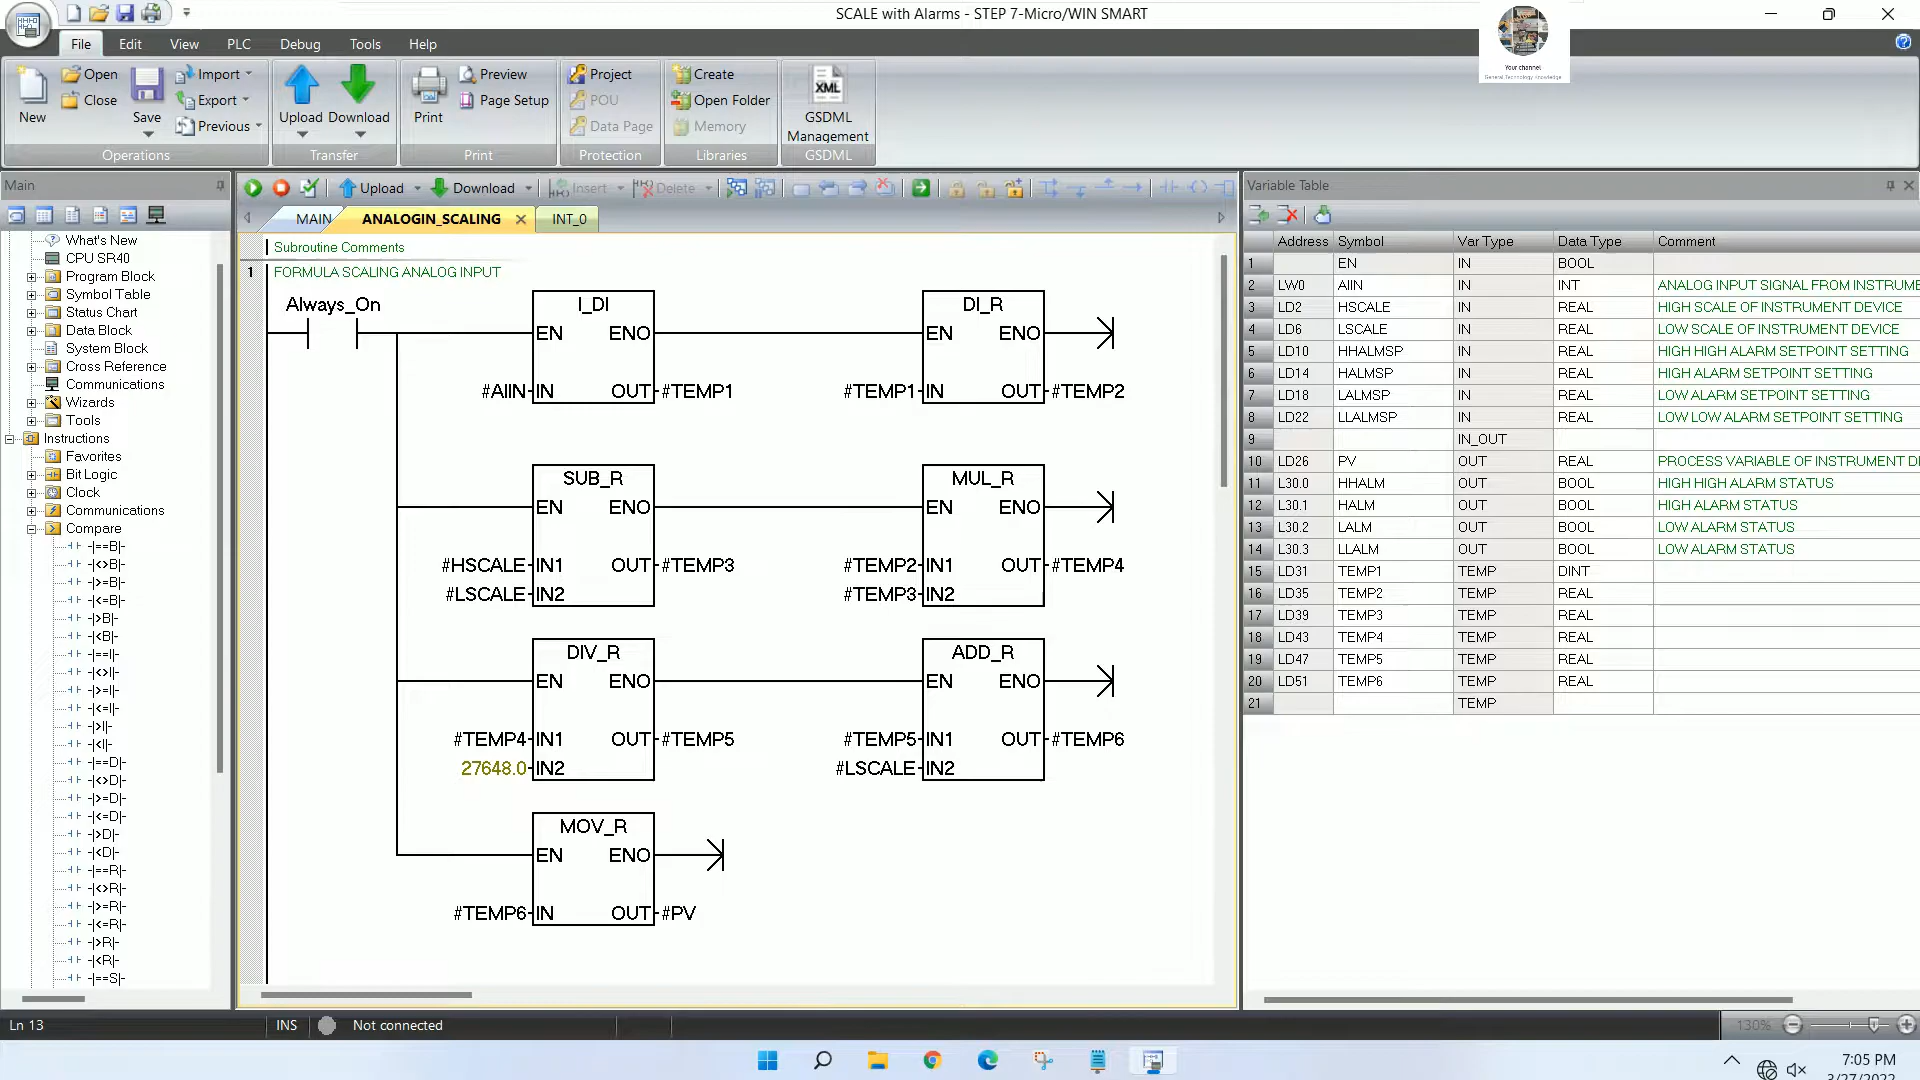 SCALE with Alarms - STEP 7-Micro/WIN SMART
Your channel
General Technology Knowledge
File Edit View PLC Debug Tools Help
New
Open
Close
Save
Import
Export
Previous
Operations
Upload
Download
Transfer
Print
Preview
Page Setup
Print
Project
POU
Data Page
Protection
Create
Open Folder
Memory
Libraries
XML
GSDML
Management
GSDML
Main
What's New
CPU SR40
Program Block
Symbol Table
Status Chart
Data Block
System Block
Cross Reference
Communications
Wizards
Tools
Instructions
Favorites
Bit Logic
Clock
Communications
Compare
-|==B|-
-|<>B|-
-|>=B|-
-|<=B|-
-|>B|-
-|<B|-
-|==I|-
-|<>I|-
-|>=I|-
-|<=I|-
-|>I|-
-|<I|-
-|==D|-
-|<>D|-
-|>=D|-
-|<=D|-
-|>D|-
-|<D|-
-|==R|-
-|<>R|-
-|>=R|-
-|<=R|-
-|>R|-
-|<R|-
-|==S|-
Upload Download Insert Delete
MAIN ANALOGIN_SCALING INT_0
Subroutine Comments
1 FORMULA SCALING ANALOG INPUT
Always_On I_DI DI_R
EN ENO EN ENO
#AIIN IN OUT #TEMP1 #TEMP1 IN OUT #TEMP2
SUB_R MUL_R
EN ENO EN ENO
#HSCALE IN1 OUT #TEMP3 #TEMP2 IN1 OUT #TEMP4
#LSCALE IN2 #TEMP3 IN2
DIV_R ADD_R
EN ENO EN ENO
#TEMP4 IN1 OUT #TEMP5 #TEMP5 IN1 OUT #TEMP6
27648.0 IN2 #LSCALE IN2
MOV_R
EN ENO
#TEMP6 IN OUT #PV
Variable Table
Address Symbol Var Type Data Type Comment
1 EN IN BOOL
2 LW0 AIIN IN INT ANALOG INPUT SIGNAL FROM INSTRUME
3 LD2 HSCALE IN REAL HIGH SCALE OF INSTRUMENT DEVICE
4 LD6 LSCALE IN REAL LOW SCALE OF INSTRUMENT DEVICE
5 LD10 HHALMSP IN REAL HIGH HIGH ALARM SETPOINT SETTING
6 LD14 HALMSP IN REAL HIGH ALARM SETPOINT SETTING
7 LD18 LALMSP IN REAL LOW ALARM SETPOINT SETTING
8 LD22 LLALMSP IN REAL LOW LOW ALARM SETPOINT SETTING
9 IN_OUT
10 LD26 PV OUT REAL PROCESS VARIABLE OF INSTRUMENT D
11 L30.0 HHALM OUT BOOL HIGH HIGH ALARM STATUS
12 L30.1 HALM OUT BOOL HIGH ALARM STATUS
13 L30.2 LALM OUT BOOL LOW ALARM STATUS
14 L30.3 LLALM OUT BOOL LOW ALARM STATUS
15 LD31 TEMP1 TEMP DINT
16 LD35 TEMP2 TEMP REAL
17 LD39 TEMP3 TEMP REAL
18 LD43 TEMP4 TEMP REAL
19 LD47 TEMP5 TEMP REAL
20 LD51 TEMP6 TEMP REAL
21 TEMP
Ln 13 INS Not connected 130%
7:05 PM
3/27/2022